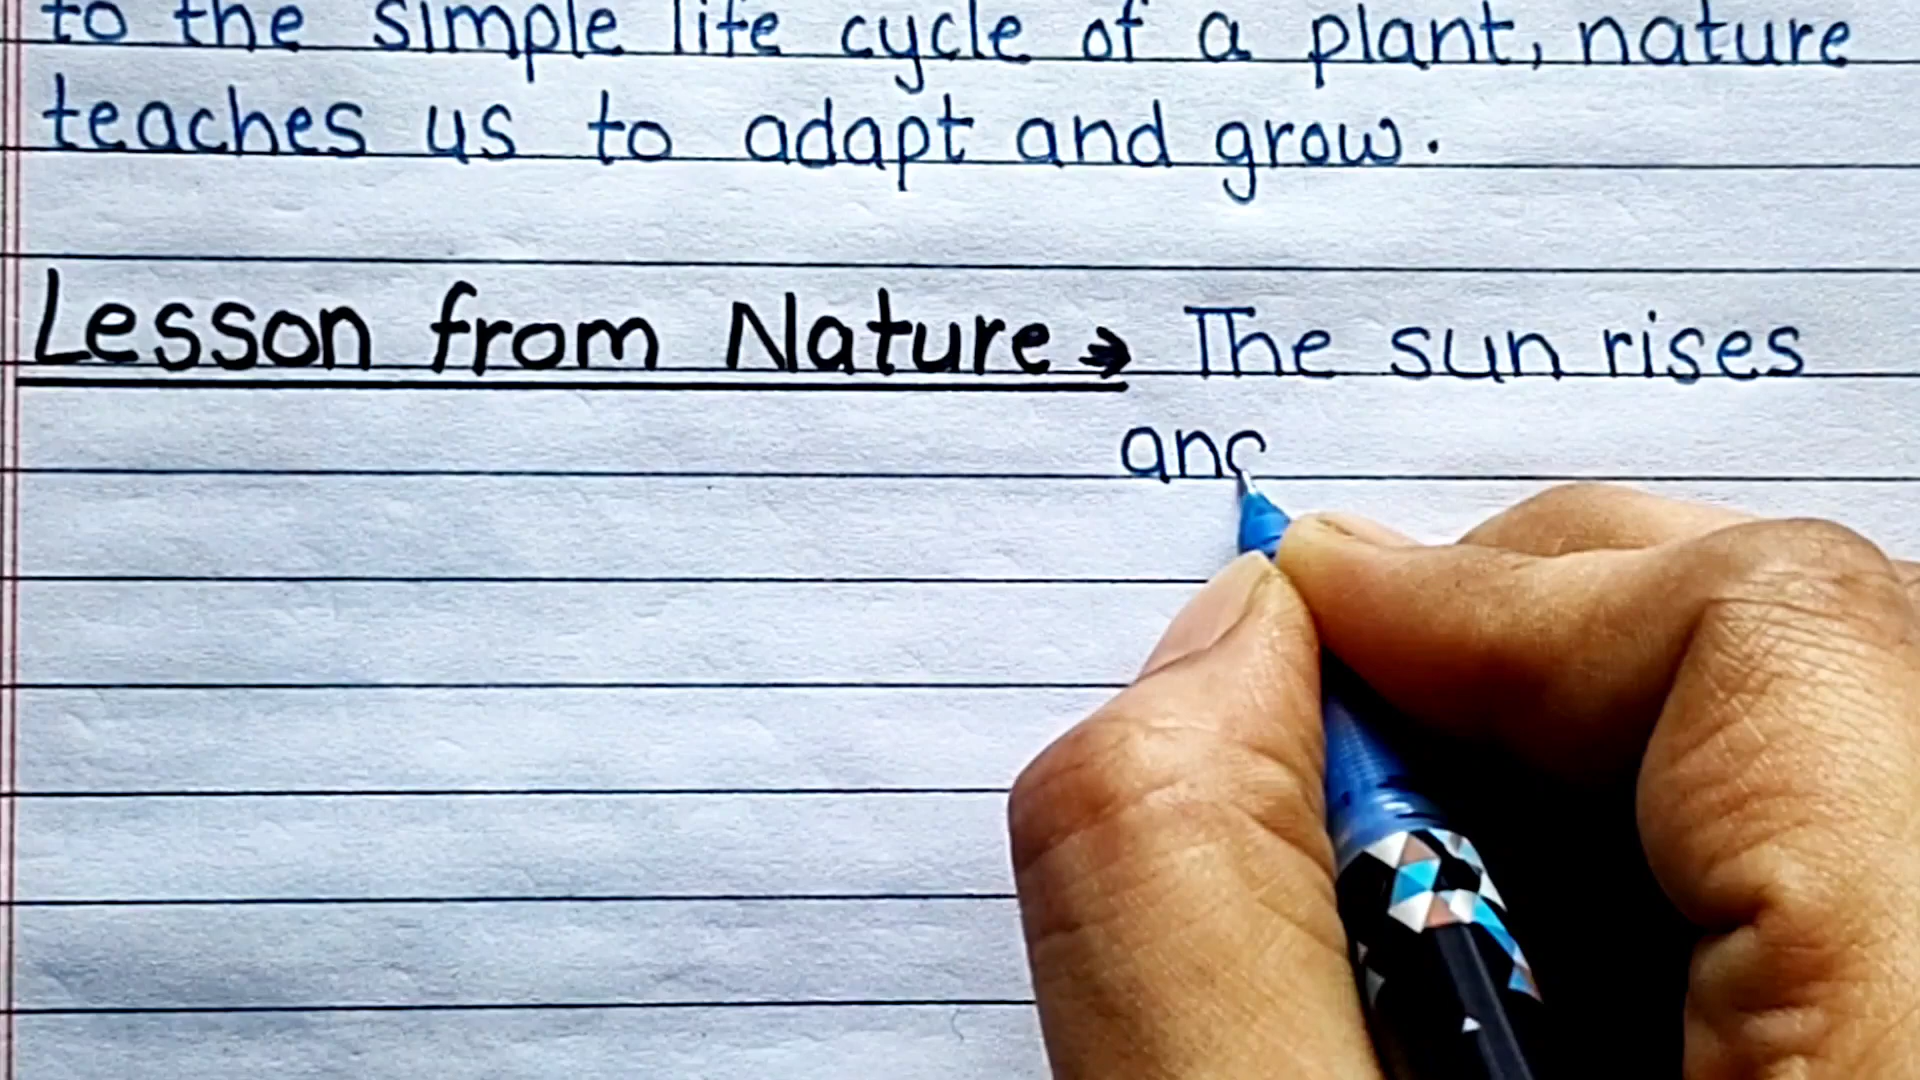 to the simple life cycle of a plant, nature
teaches us to adapt and grow.
Lesson from Nature → The sun rises
an